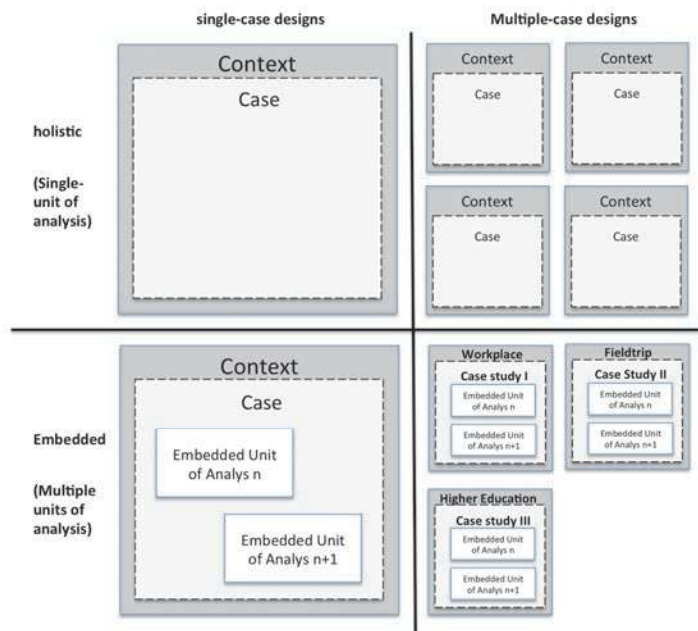 single-case designs
Multiple-case designs
holistic
(Single-
unit of
analysis)
Context
Case
Context
Case
Context
Case
Context
Case
Context
Case
Embedded
(Multiple
units of
analysis)
Context
Case
Embedded Unit
of Analys n
Embedded Unit
of Analys n+1
Workplace
Case study I
Embedded Unit
of Analys n
Embedded Unit
of Analys n+1
Fieldtrip
Case Study II
Embedded Unit
of Analys n
Embedded Unit
of Analys n+1
Higher Education
Case study III
Embedded Unit
of Analys n
Embedded Unit
of Analys n+1